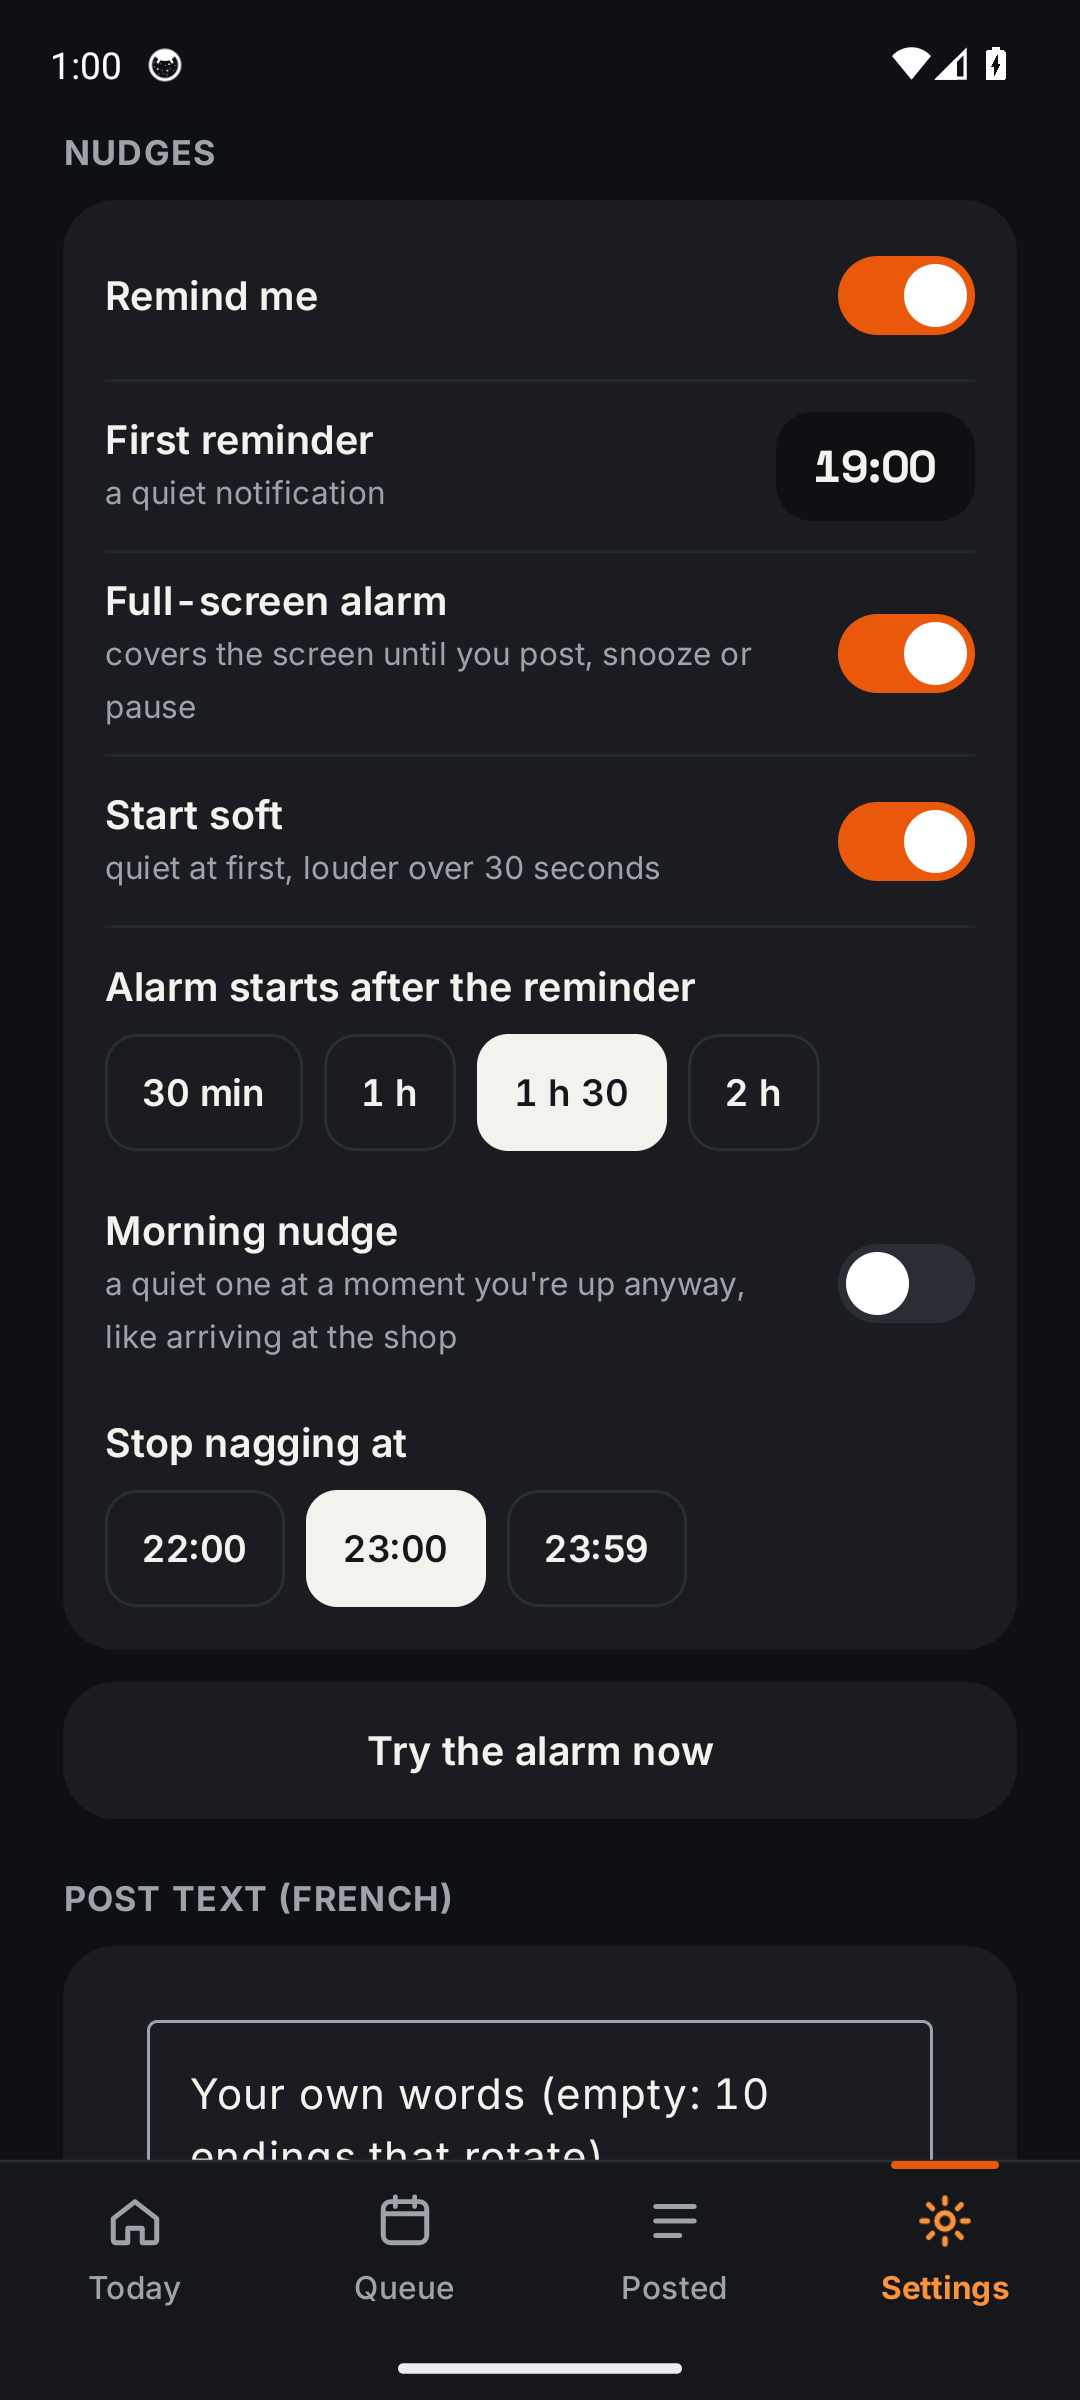 1:00
NUDGES
Remind me
First reminder
a quiet notification
19:00
Full-screen alarm
covers the screen until you post, snooze or
pause
Start soft
quiet at first, louder over 30 seconds
Alarm starts after the reminder
30 min
1 h
1 h 30
2 h
Morning nudge
a quiet one at a moment you're up anyway,
like arriving at the shop
Stop nagging at
22:00
23:00
23:59
Try the alarm now
POST TEXT (FRENCH)
Your own words (empty: 10
endings that rotate)
Today
Queue
Posted
Settings